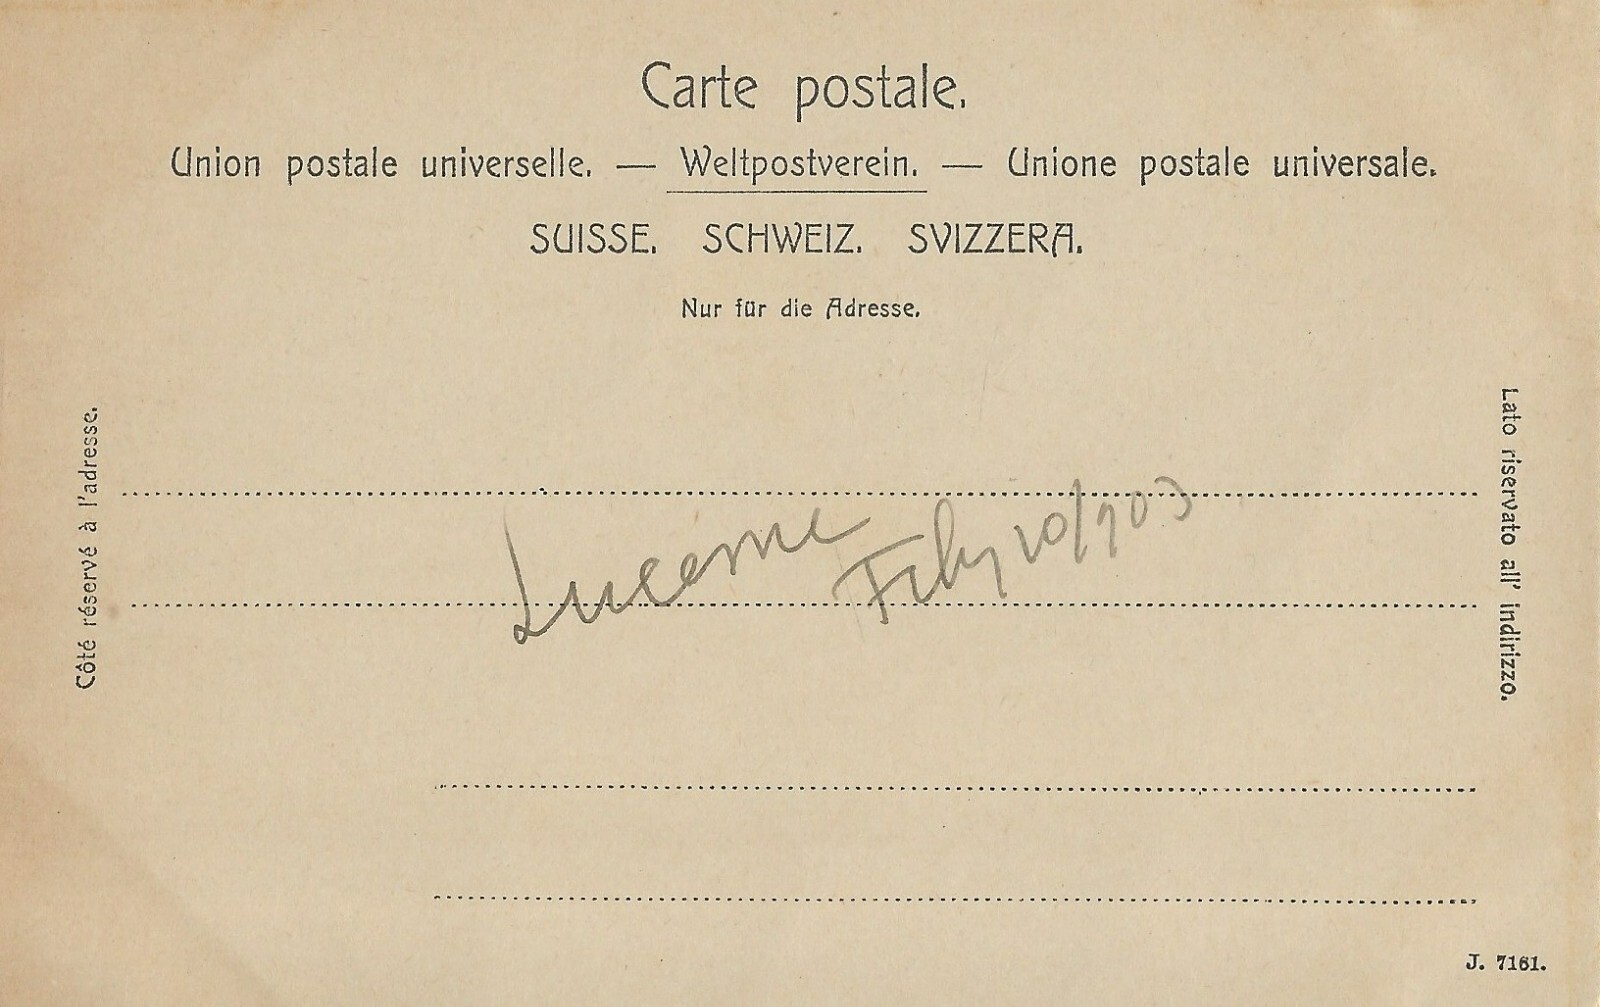 Carte postale.
Union postale universelle. — Weltpostverein. — Unione postale universale.
SUISSE. SCHWEIZ. SVIZZERA.
Nur für die Adresse.
Côté réservé à l'adresse.
Lato riservato all' indirizzo.
Lucerne
Feby 10/903
J. 7161.